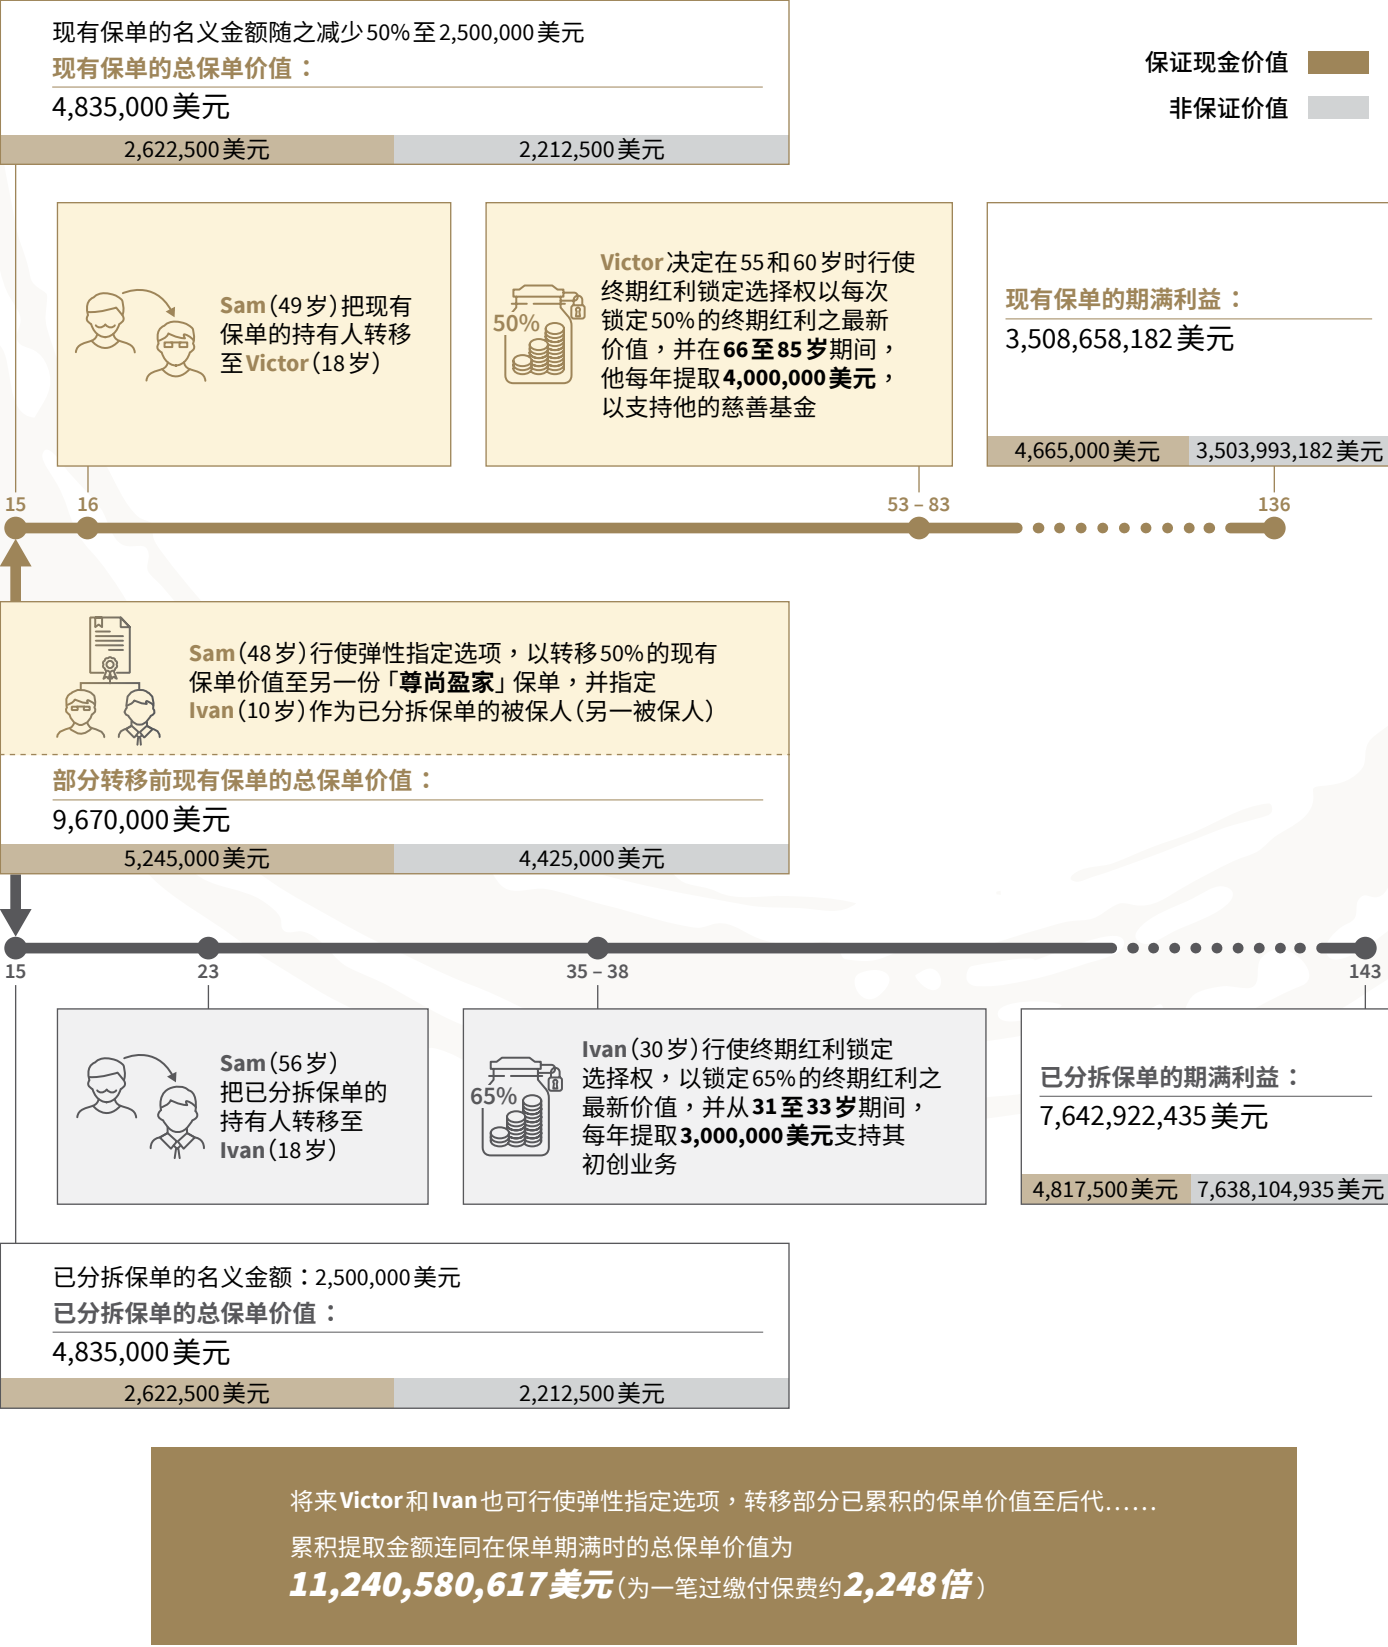 现有保单的名义金额随之减少50%至2,500,000美元
现有保单的总保单价值：
4,835,000美元
2,622,500美元
2,212,500美元
保证现金价值
非保证价值
Sam（49岁）把现有
保单的持有人转移
至Victor（18岁）
50%
Victor决定在55和60岁时行使
终期红利锁定选择权以每次
锁定50%的终期红利之最新
价值，并在66至85岁期间，
他每年提取4,000,000美元，
以支持他的慈善基金
现有保单的期满利益：
3,508,658,182美元
4,665,000美元
3,503,993,182美元
15
16
53 – 83
136
Sam（48岁）行使弹性指定选项，以转移50%的现有
保单价值至另一份「尊尚盈家」保单，并指定
Ivan（10岁）作为已分拆保单的被保人（另一被保人）
部分转移前现有保单的总保单价值：
9,670,000美元
5,245,000美元
4,425,000美元
15
23
35 – 38
143
Sam（56岁）
把已分拆保单的
持有人转移至
Ivan（18岁）
65%
Ivan（30岁）行使终期红利锁定
选择权，以锁定65%的终期红利之
最新价值，并从31至33岁期间，
每年提取3,000,000美元支持其
初创业务
已分拆保单的期满利益：
7,642,922,435美元
4,817,500美元
7,638,104,935美元
已分拆保单的名义金额：2,500,000美元
已分拆保单的总保单价值：
4,835,000美元
2,622,500美元
2,212,500美元
将来Victor和Ivan也可行使弹性指定选项，转移部分已累积的保单价值至后代……
累积提取金额连同在保单期满时的总保单价值为
11,240,580,617美元（为一笔过缴付保费约2,248倍）